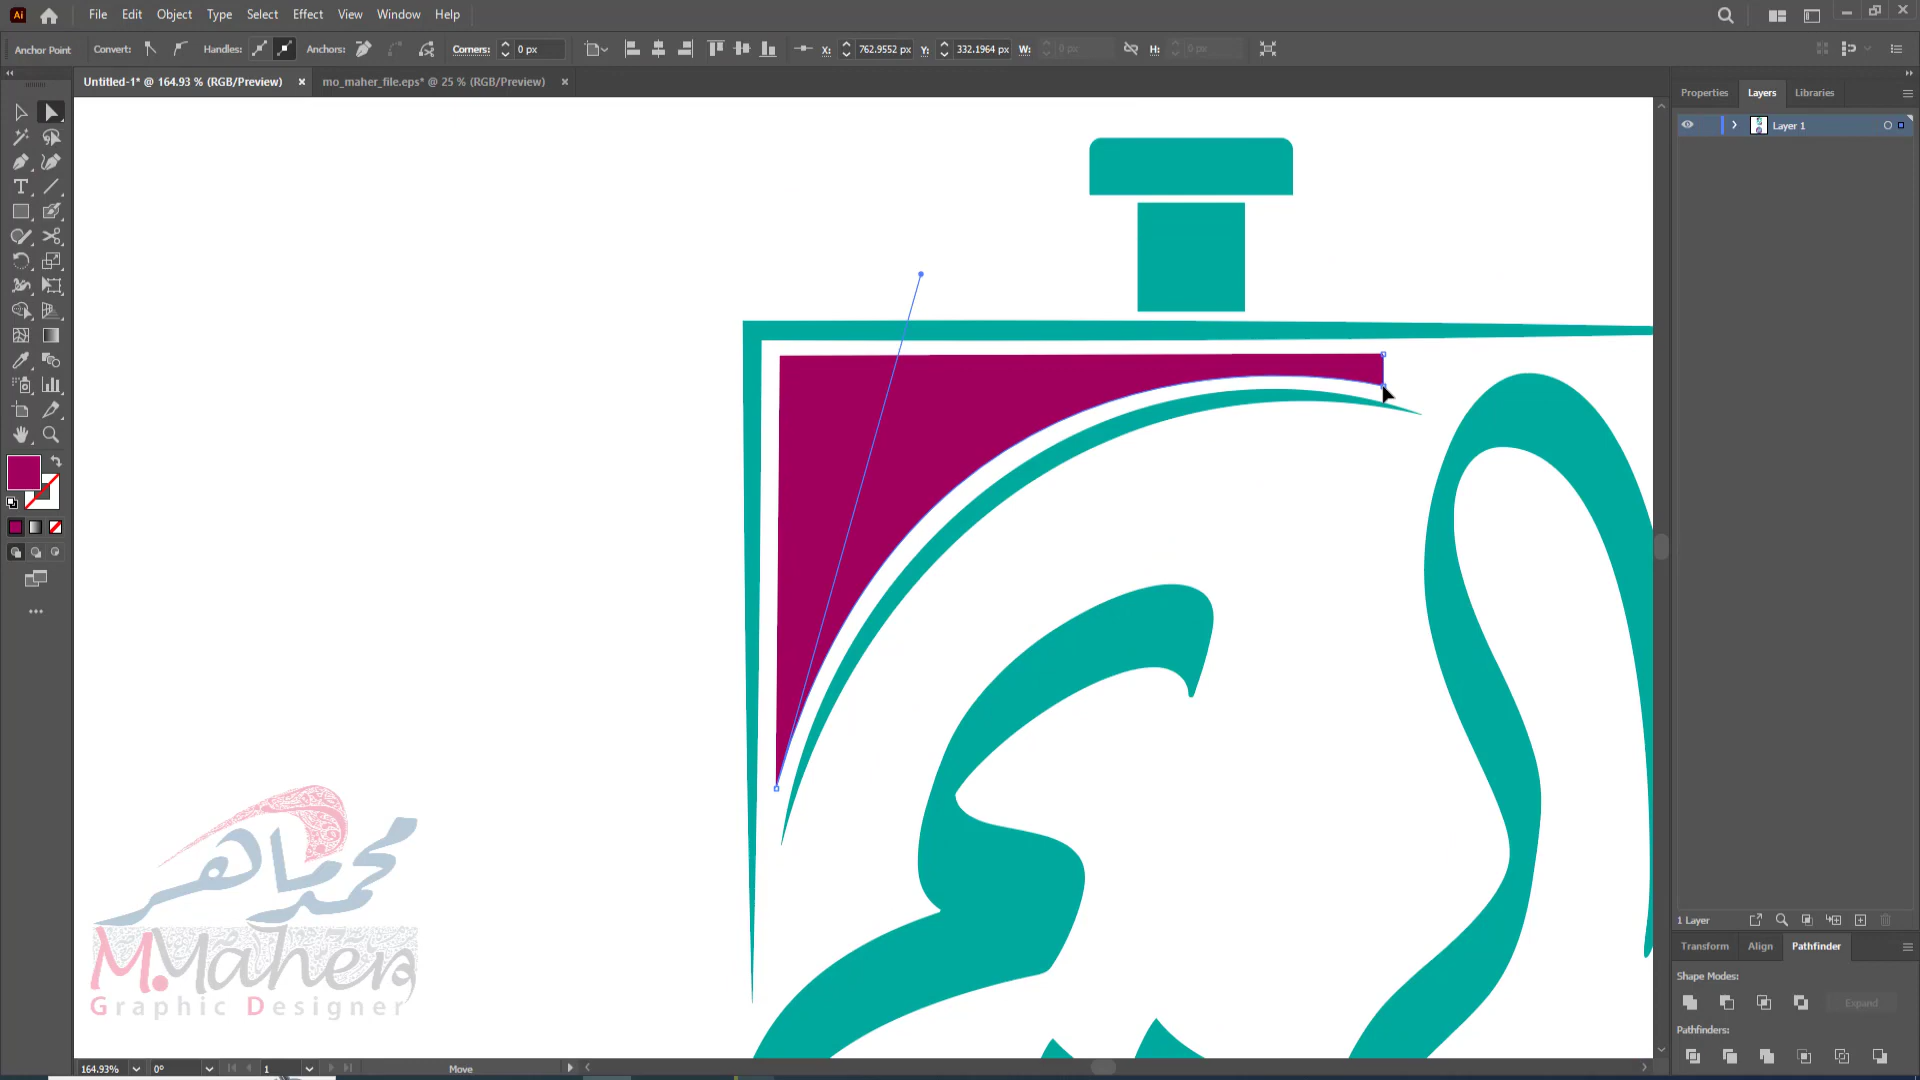 Ai File Edit Object Type Select Effect View Window Help
Anchor Point Convert: Handles: Anchors: Corners: 0 px X: 762.9552 px Y: 332.1964 px W: 0 px H: 0 px
Untitled-1* @ 164.93 % (RGB/Preview) × mo_maher_file.eps* @ 25 % (RGB/Preview) ×
Properties Layers Libraries
Layer 1
محمد ماهر
M.Maher
Graphic Designer
1 Layer
Transform Align Pathfinder
Shape Modes:
Expand
Pathfinders:
164.93% 0° 1 Move